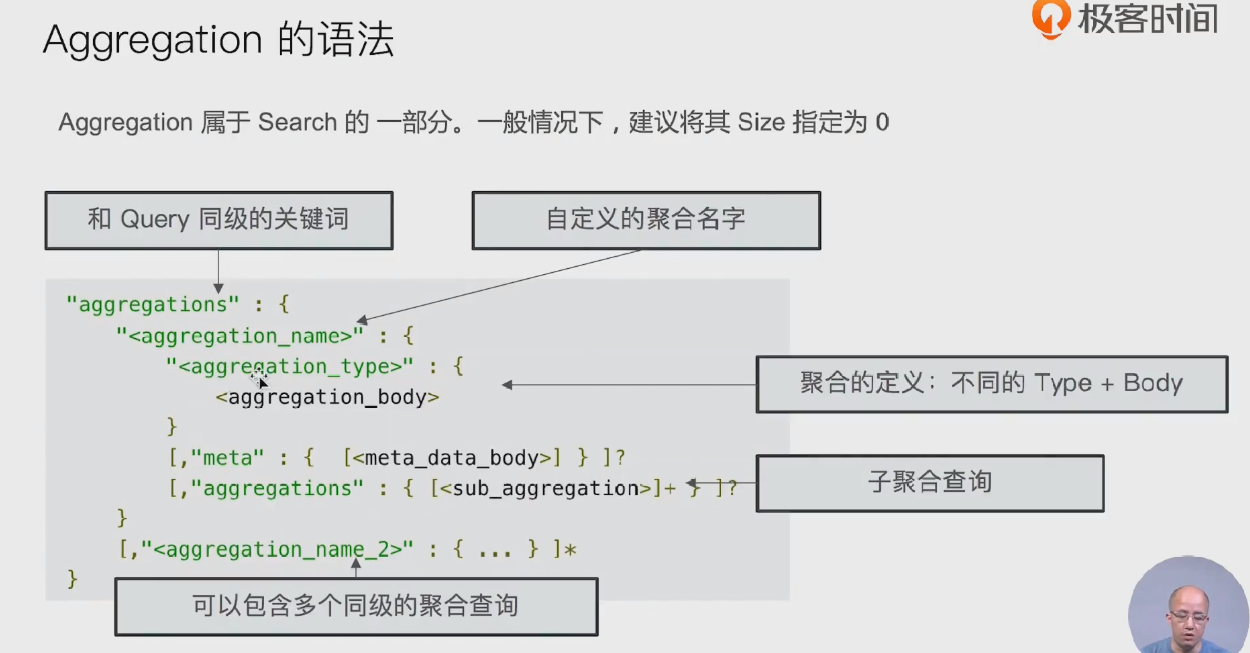 Aggregation 的语法
极客时间
Aggregation 属于 Search 的 一部分。一般情况下，建议将其 Size 指定为 0
和 Query 同级的关键词
自定义的聚合名字
"aggregations" : {
"<aggregation_name>" : {
"<aggregation_type>" : {
<aggregation_body>
}
[,"meta" : {  [<meta_data_body>] } ]?
[,"aggregations" : { [<sub_aggregation>]+ } ]?
}
[,"<aggregation_name_2>" : { ... } ]*
}
聚合的定义：不同的 Type + Body
子聚合查询
可以包含多个同级的聚合查询